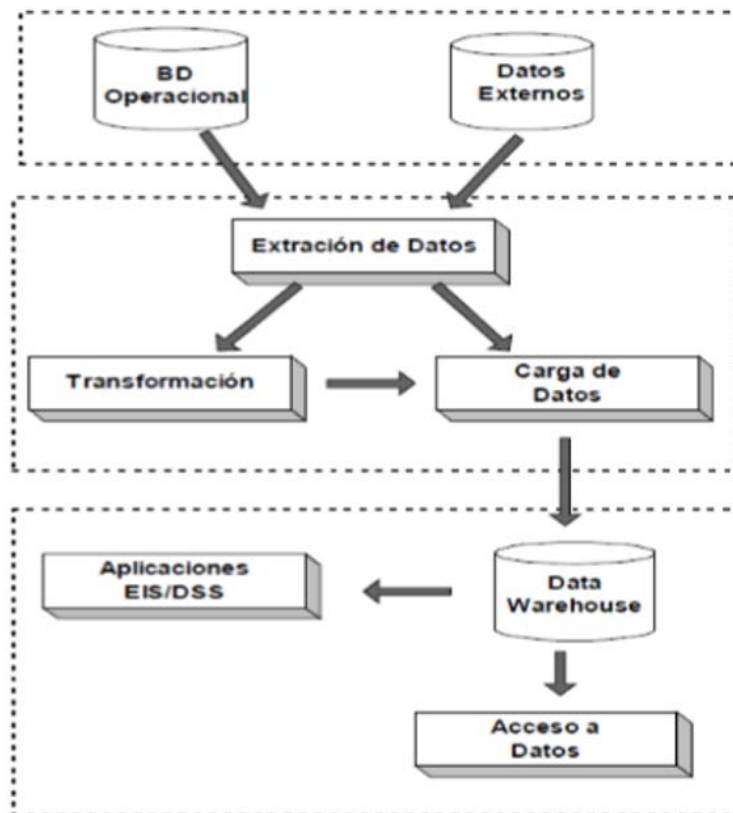 BD
Operacional
Datos
Externos
Extración de Datos
Transformación
Carga de
Datos
Aplicaciones
EIS/DSS
Data
Warehouse
Acceso a
Datos